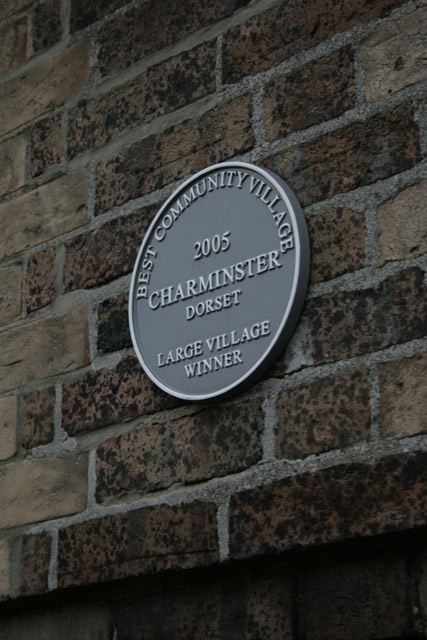 BEST COMMUNITY VILLAGE
2005
CHARMINSTER
DORSET
LARGE VILLAGE
WINNER